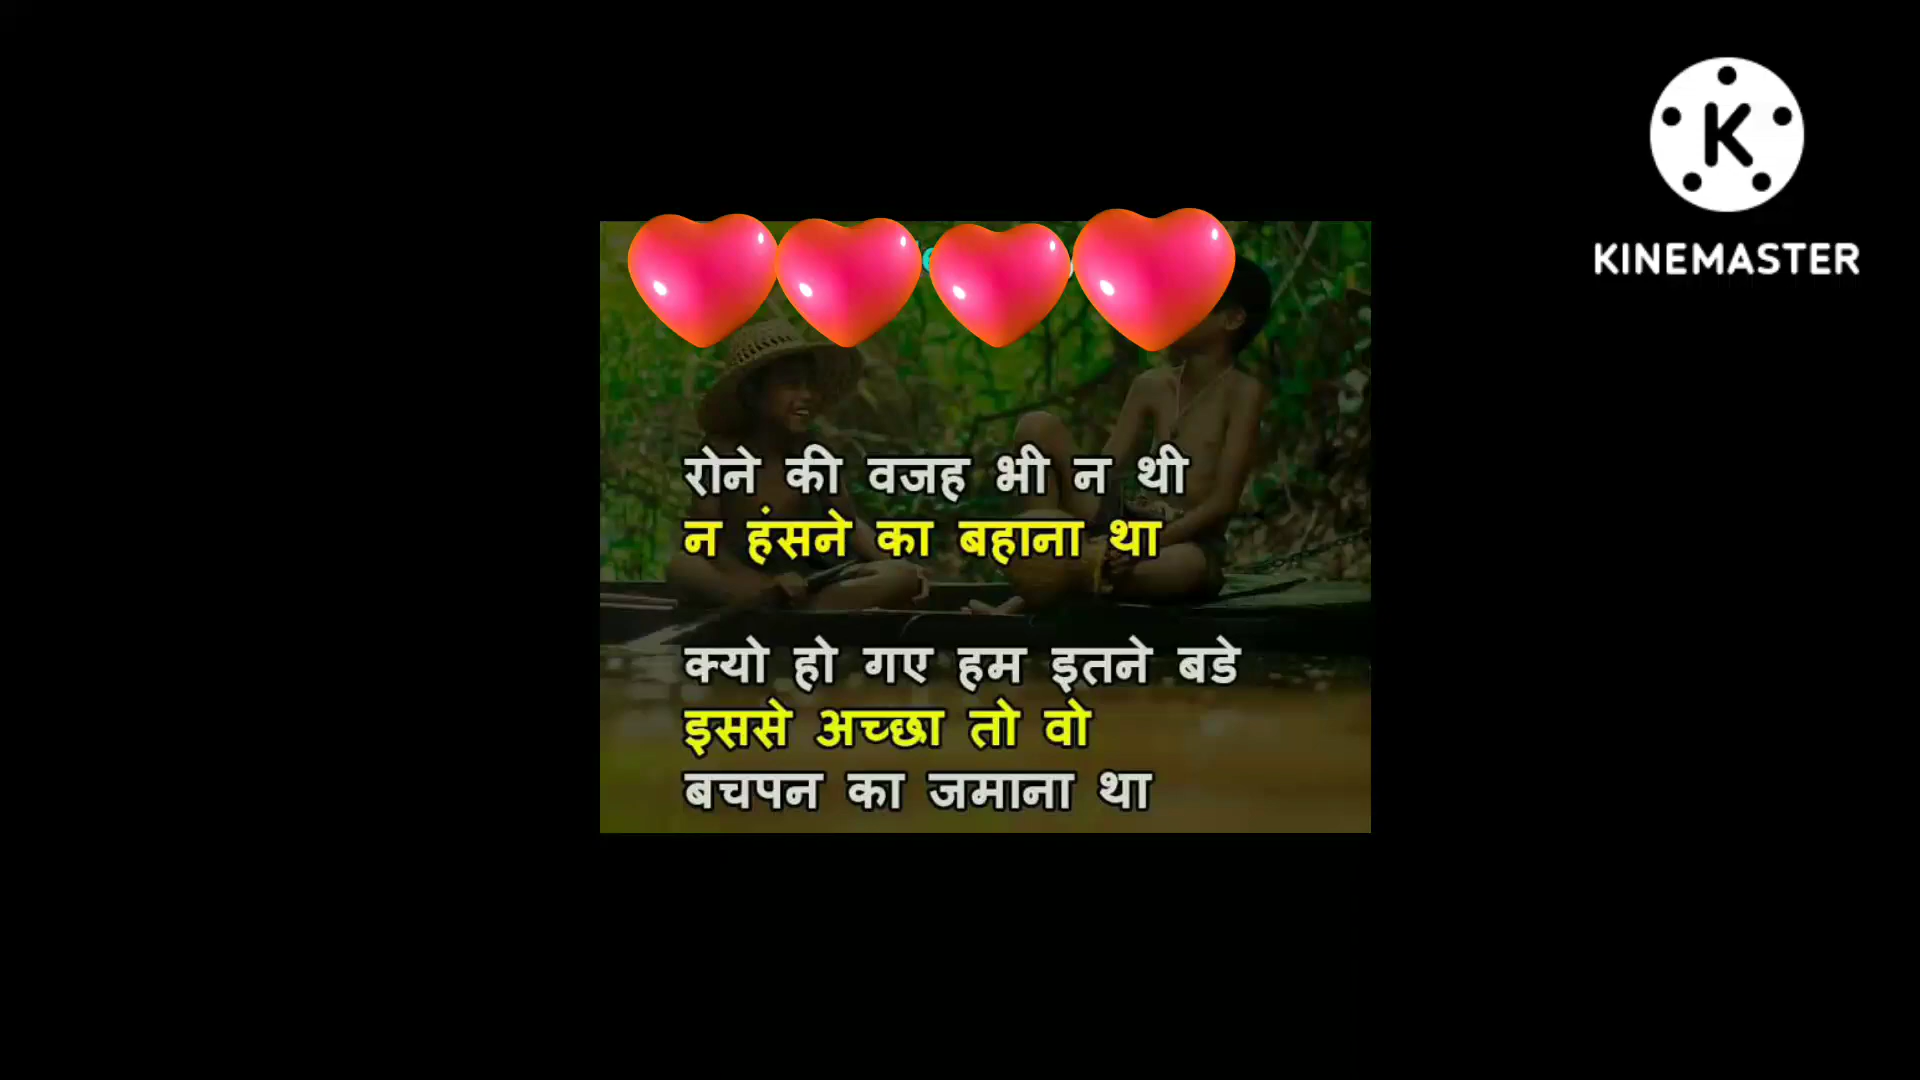 KINEMASTER
रोने की वजह भी न थी
न हंसने का बहाना था
क्यो हो गए हम इतने बडे
इससे अच्छा तो वो
बचपन का जमाना था